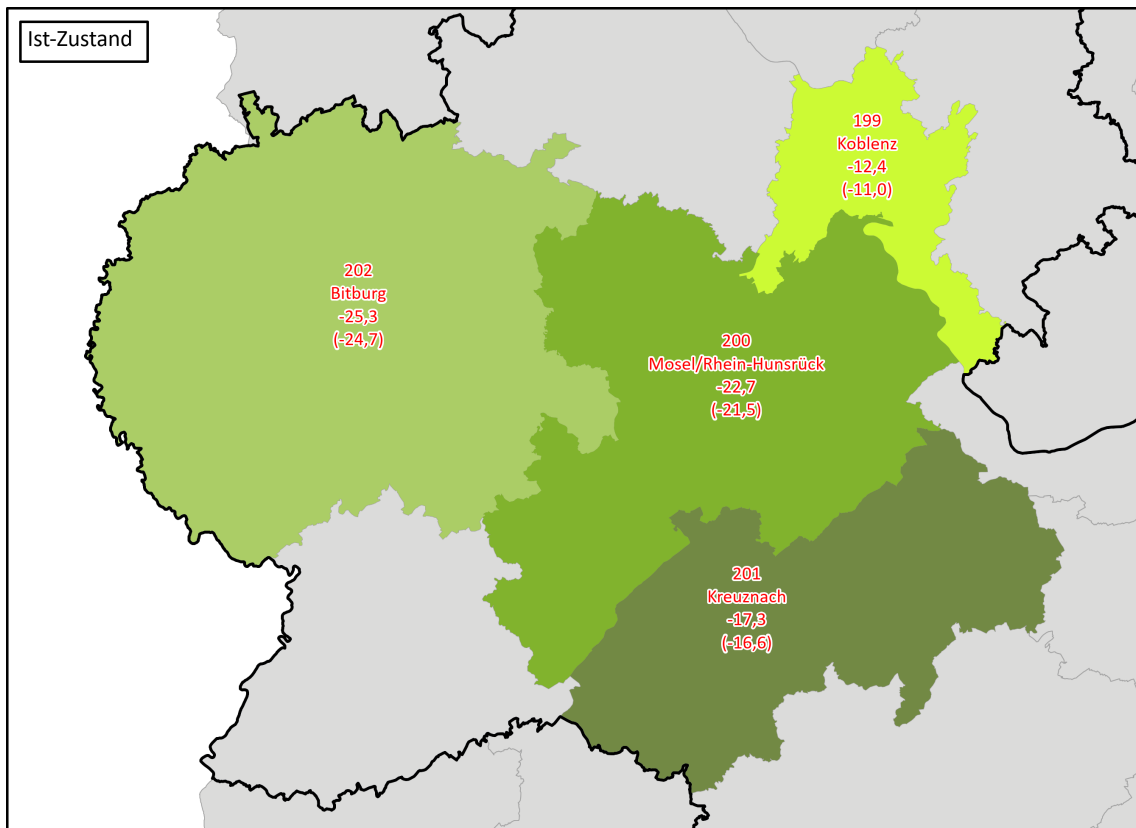 Ist-Zustand
199
Koblenz
-12,4
(-11,0)
202
Bitburg
-25,3
(-24,7)
200
Mosel/Rhein-Hunsrück
-22,7
(-21,5)
201
Kreuznach
-17,3
(-16,6)